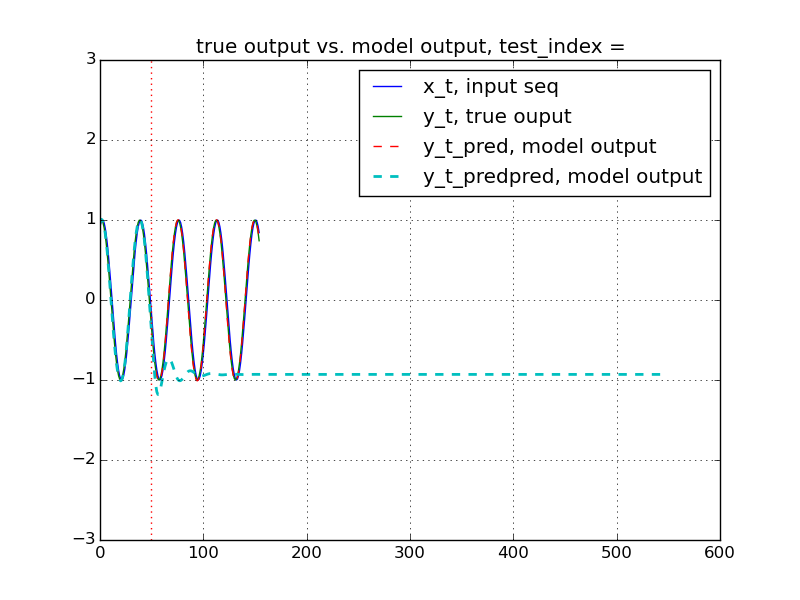 true output vs. model output, test_index =
x_t, input seq
y_t, true ouput
y_t_pred, model output
y_t_predpred, model output
3
2
1
0
−1
−2
−3
0 100 200 300 400 500 600